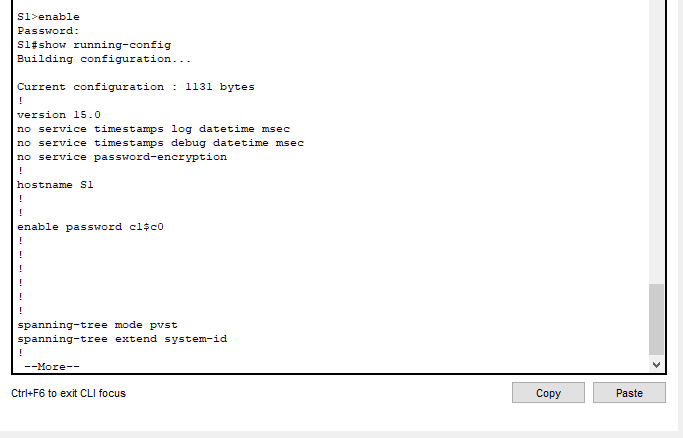 S1>enable
Password:
S1#show running-config
Building configuration...
Current configuration : 1131 bytes
!
version 15.0
no service timestamps log datetime msec
no service timestamps debug datetime msec
no service password-encryption
!
hostname S1
!
!
enable password c1$c0
!
!
!
!
!
!
spanning-tree mode pvst
spanning-tree extend system-id
!
--More--
Ctrl+F6 to exit CLI focus
Copy
Paste